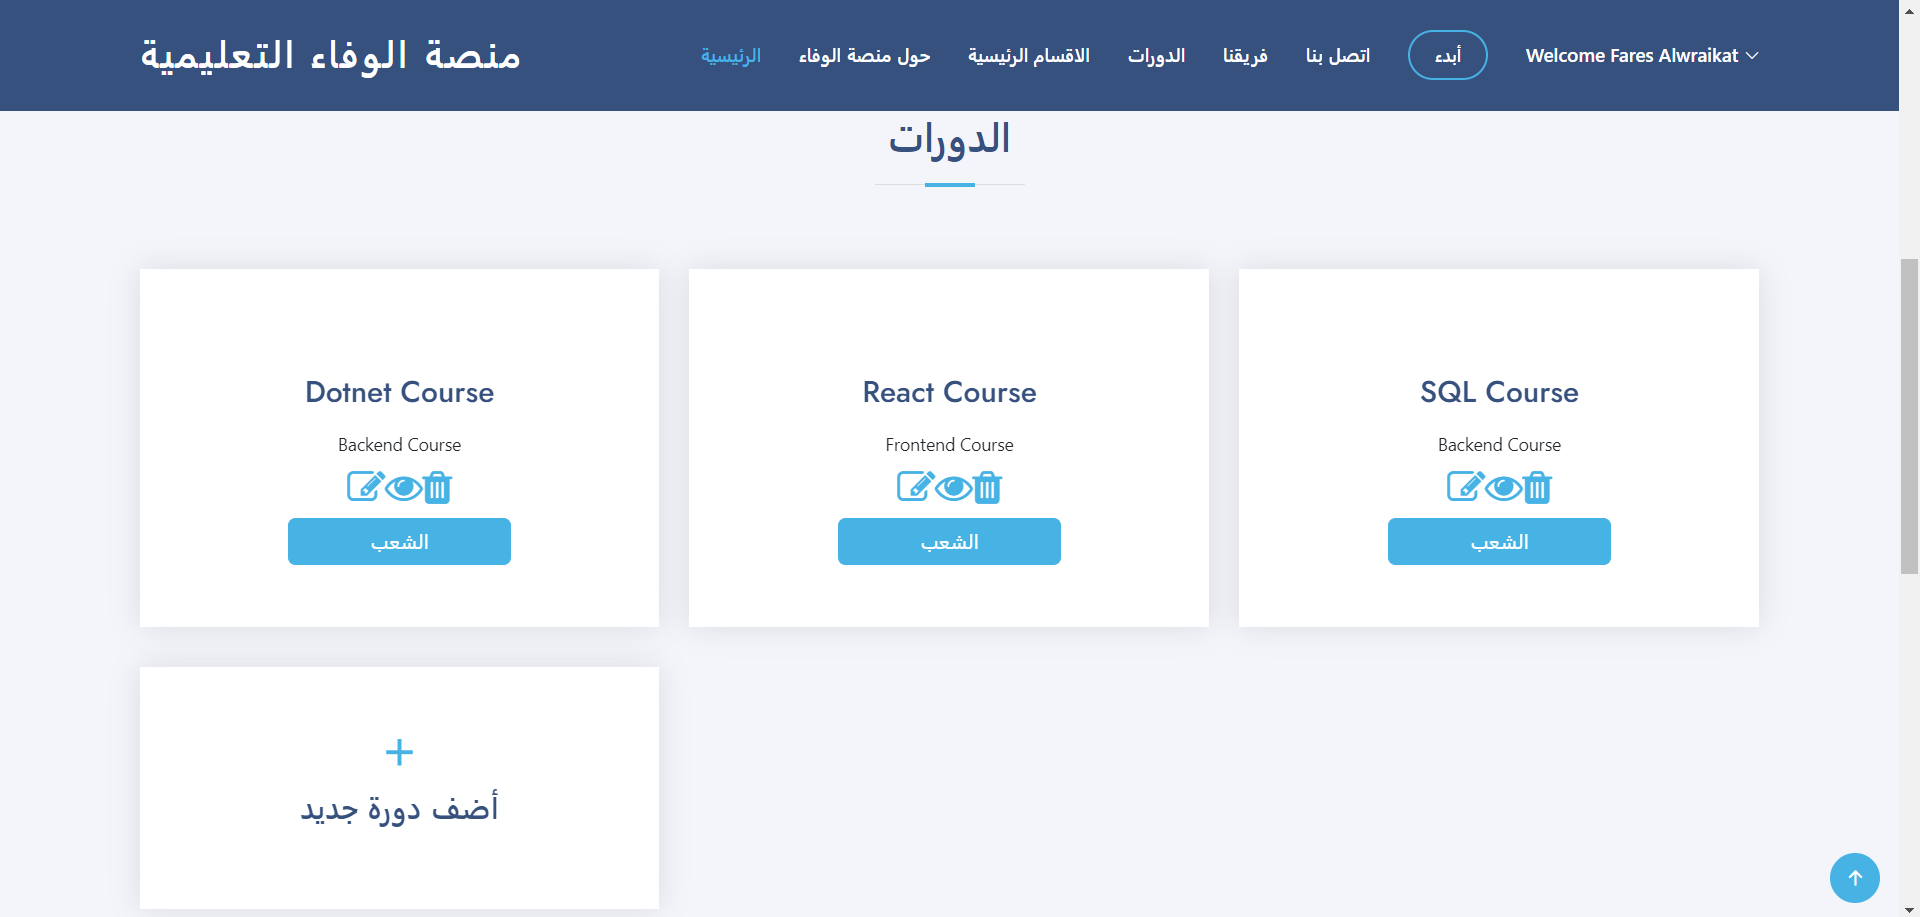 منصة الوفاء التعليمية
الرئيسية
حول منصة الوفاء
الاقسام الرئيسية
الدورات
فريقنا
اتصل بنا
أبدء
Welcome Fares Alwraikat
الدورات
Dotnet Course
Backend Course
الشعب
React Course
Frontend Course
الشعب
SQL Course
Backend Course
الشعب
أضف دورة جديد